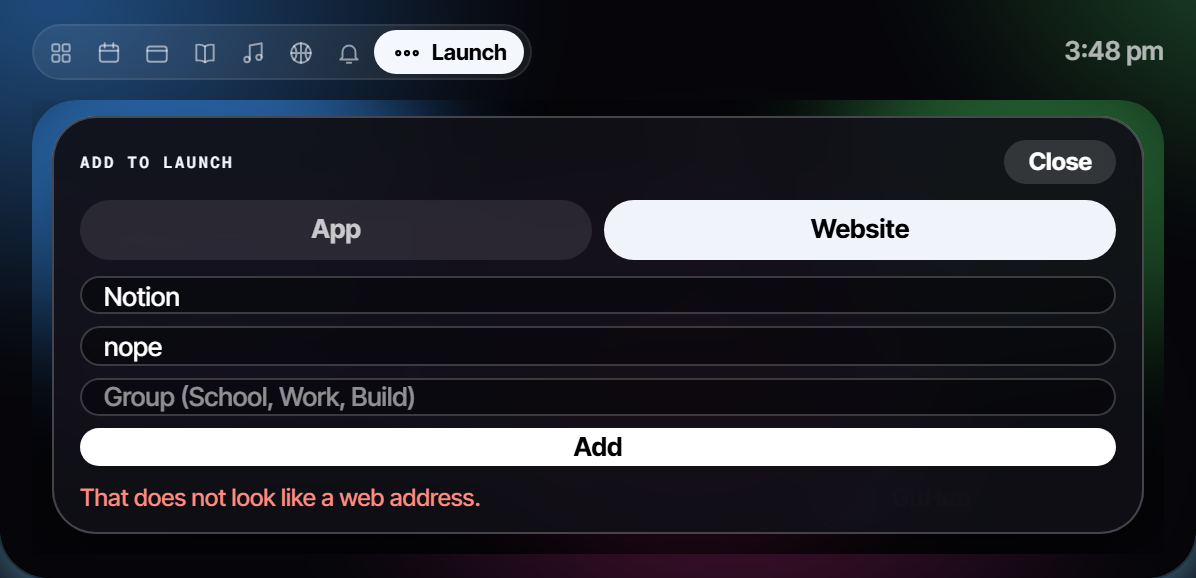 Launch
3:48 pm
ADD TO LAUNCH
Close
App
Website
Notion
nope
Group (School, Work, Build)
Add
That does not look like a web address.